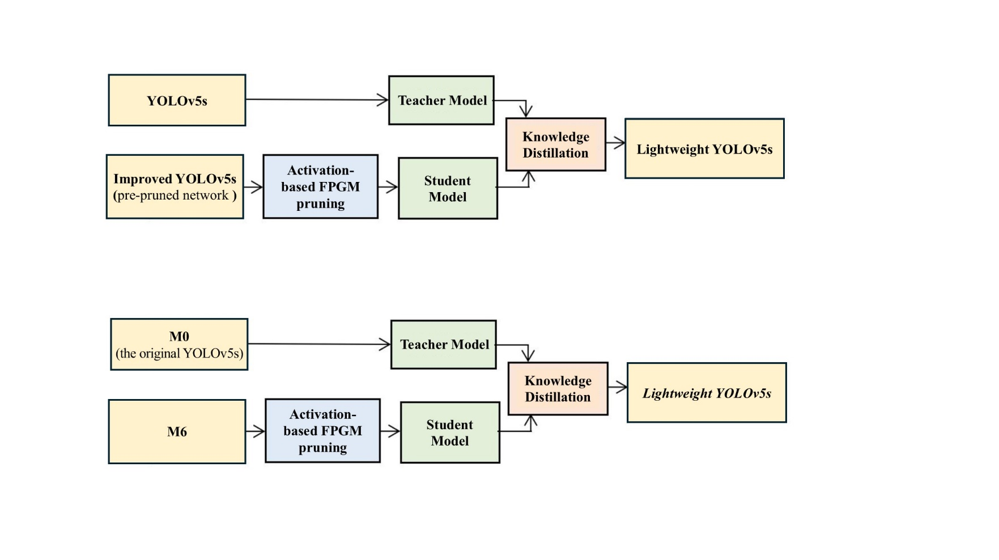 YOLOv5s
Teacher Model
Knowledge
Distillation
Lightweight YOLOv5s
Improved YOLOv5s
(pre-pruned network )
Activation-
based FPGM
pruning
Student
Model
M0
(the original YOLOv5s)
Teacher Model
Knowledge
Distillation
Lightweight YOLOv5s
M6
Activation-
based FPGM
pruning
Student
Model